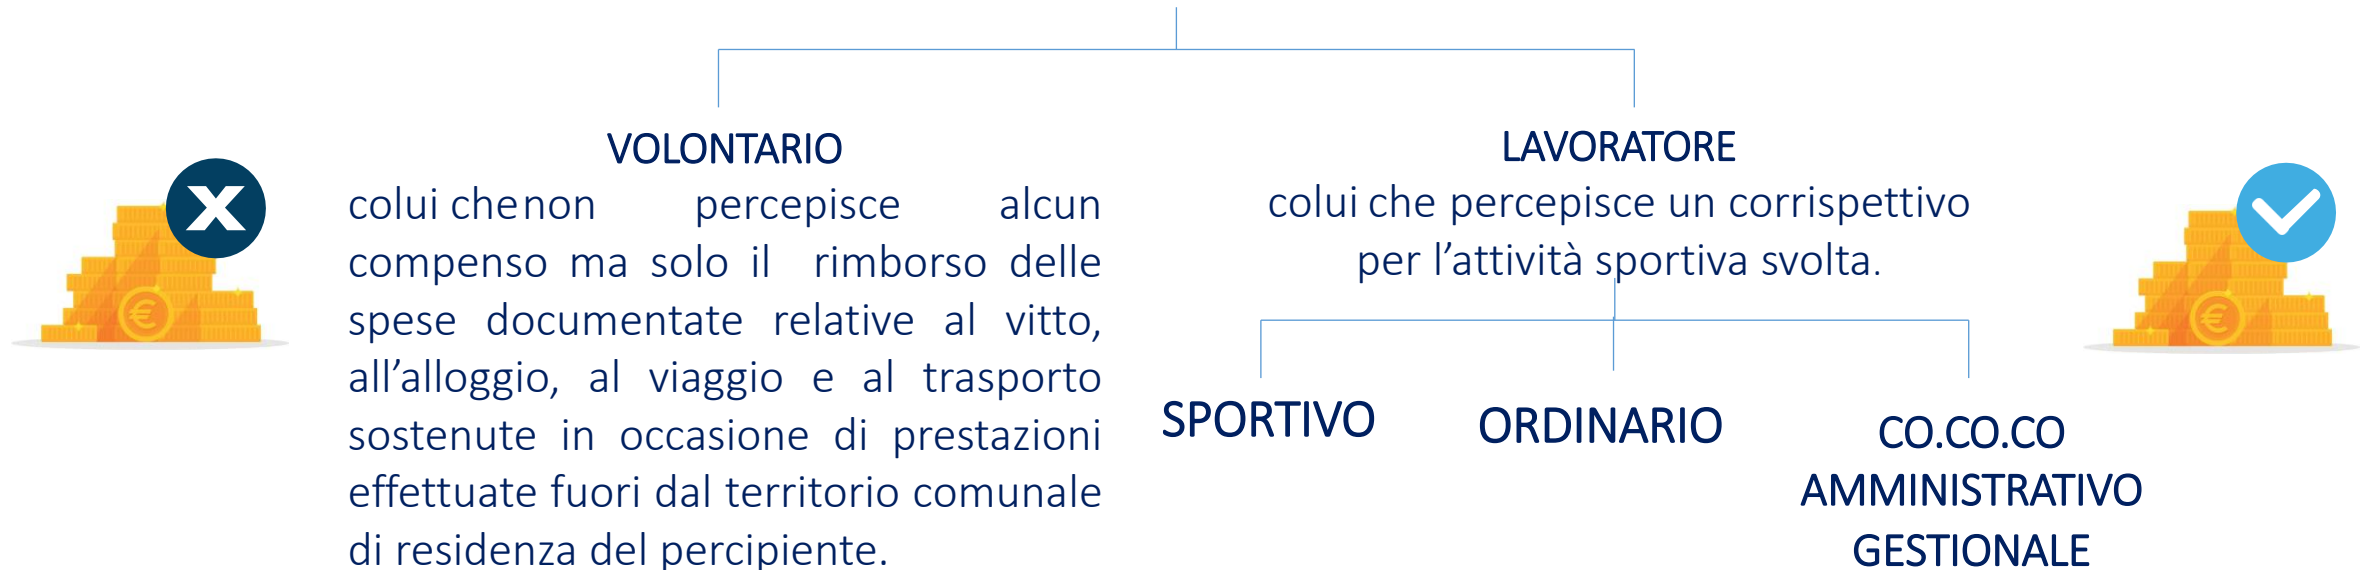 VOLONTARIO
colui chenon percepisce alcun
compenso ma solo il rimborso delle
spese documentate relative al vitto,
all’alloggio, al viaggio e al trasporto
sostenute in occasione di prestazioni
effettuate fuori dal territorio comunale
di residenza del percipiente.
LAVORATORE
colui che percepisce un corrispettivo
per l’attività sportiva svolta.
SPORTIVO
ORDINARIO
CO.CO.CO
AMMINISTRATIVO
GESTIONALE